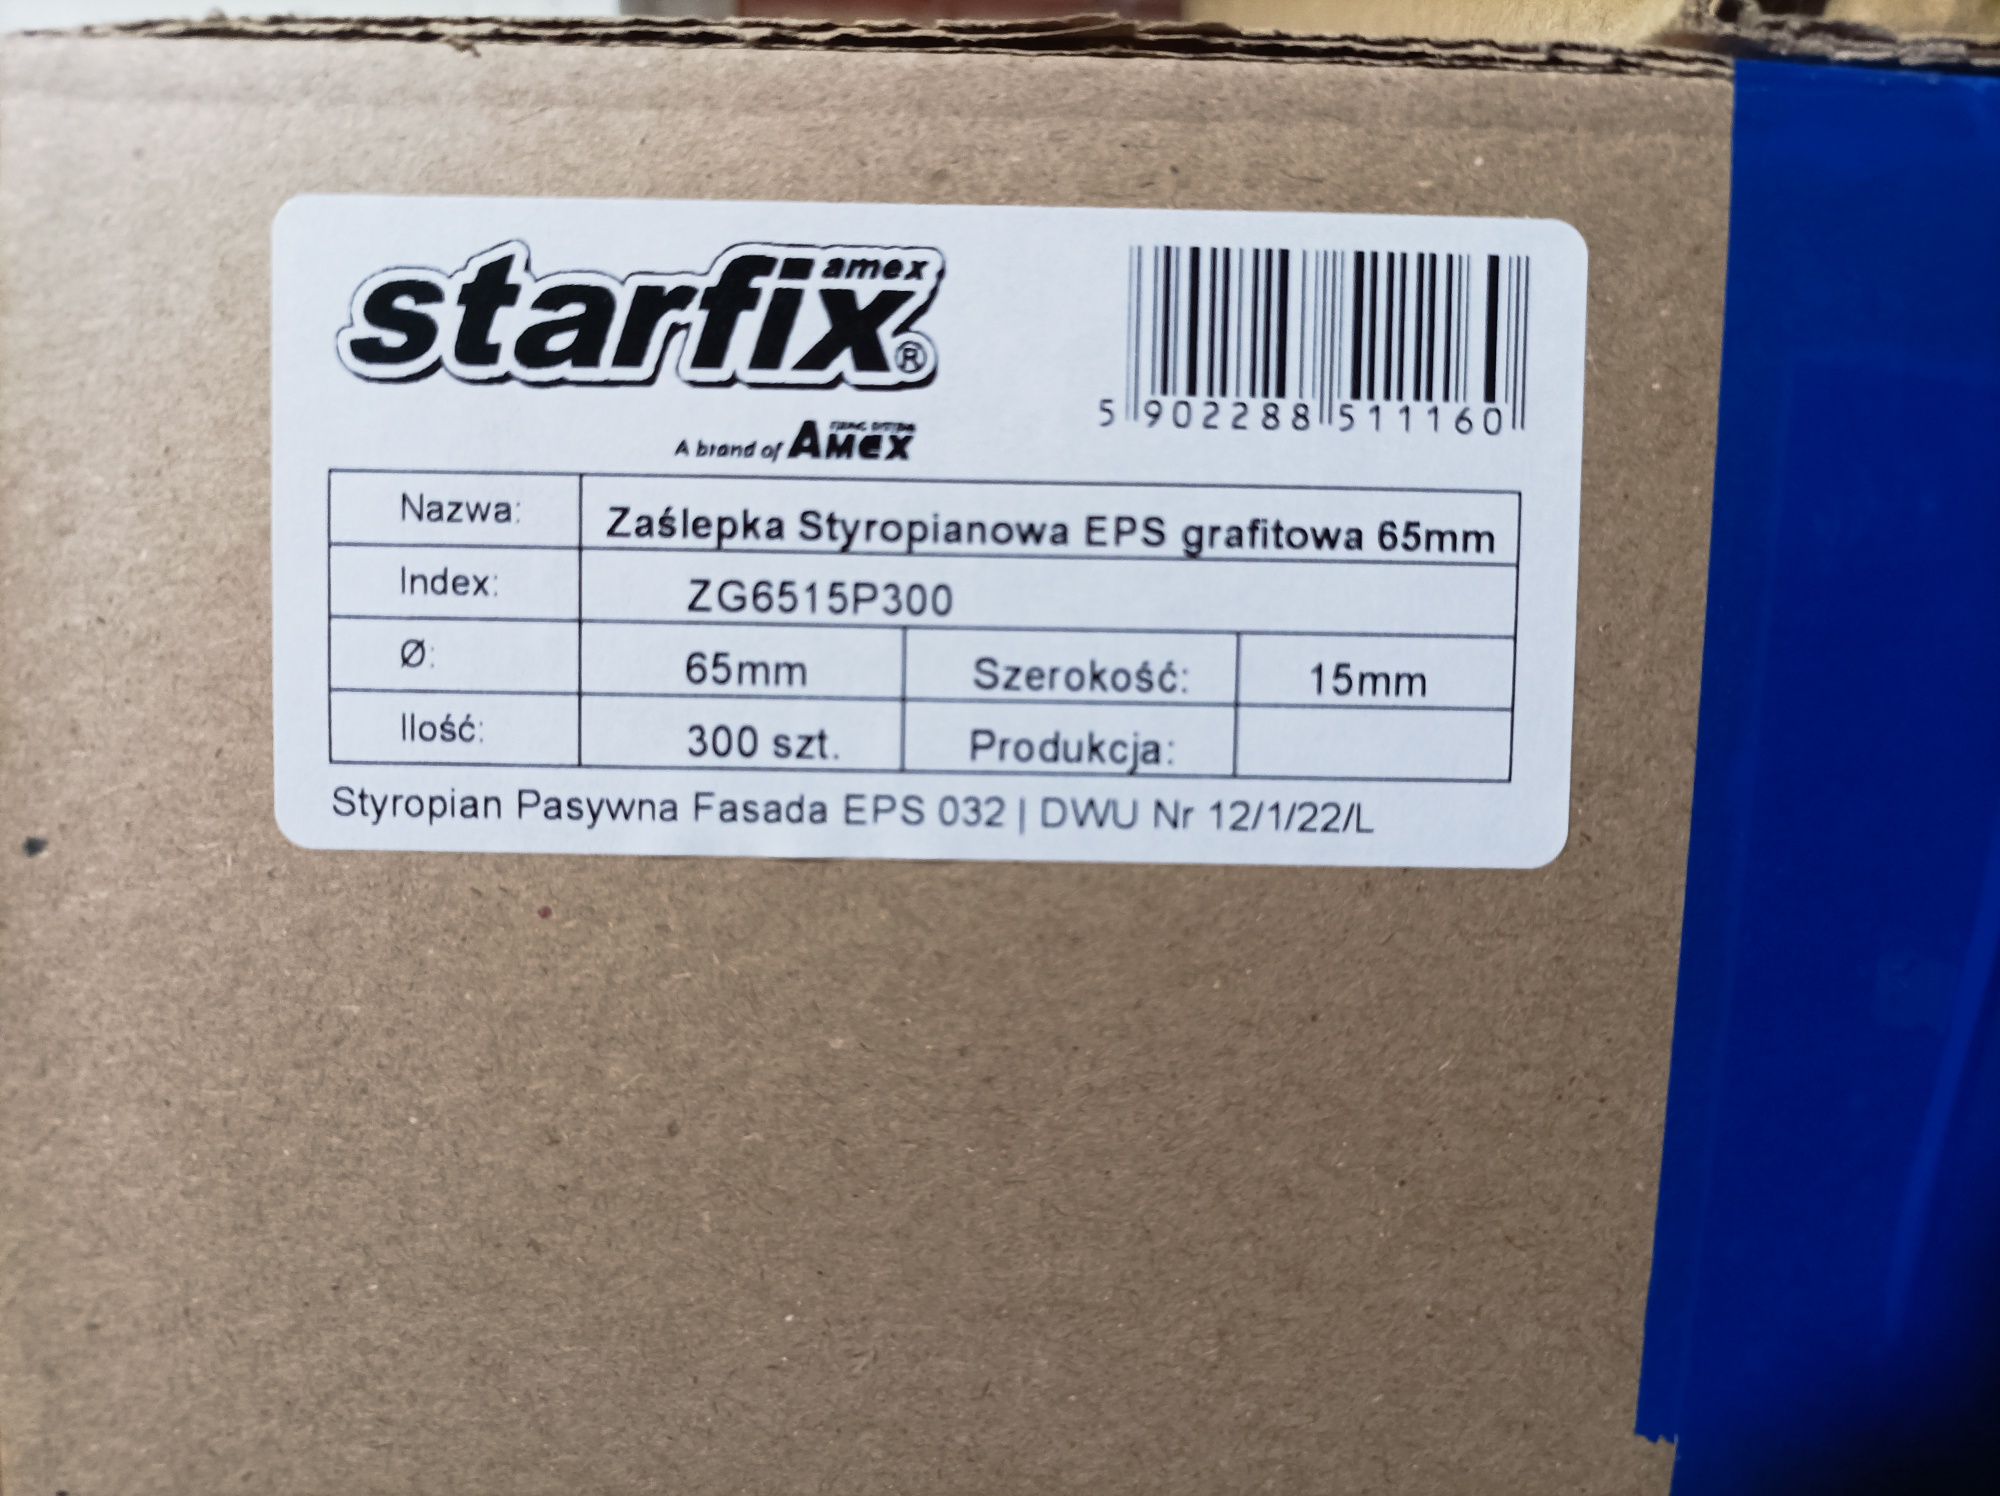 starfix amex ®
A brand of AMEX
5 902288 511160
Nazwa: Zaślepka Styropianowa EPS grafitowa 65mm
Index: ZG6515P300
Ø: 65mm Szerokość: 15mm
Ilość: 300 szt. Produkcja:
Styropian Pasywna Fasada EPS 032 | DWU Nr 12/1/22/L